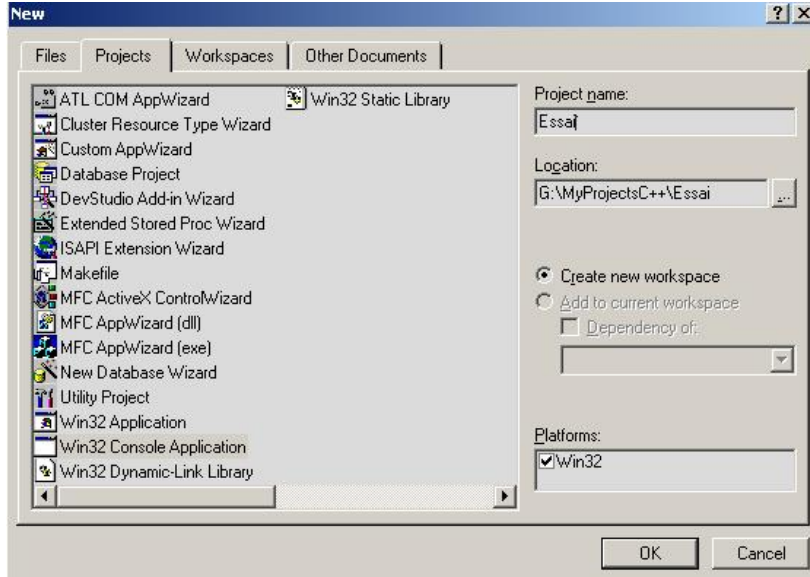 New
Files Projects Workspaces Other Documents
ATL COM AppWizard
Cluster Resource Type Wizard
Custom AppWizard
Database Project
DevStudio Add-in Wizard
Extended Stored Proc Wizard
ISAPI Extension Wizard
Makefile
MFC ActiveX ControlWizard
MFC AppWizard (dll)
MFC AppWizard (exe)
New Database Wizard
Utility Project
Win32 Application
Win32 Console Application
Win32 Dynamic-Link Library
Win32 Static Library
Project name:
Essai
Location:
G:\MyProjectsC++\Essai
...
Create new workspace
Add to current workspace
Dependency of:
Platforms:
Win32
OK Cancel